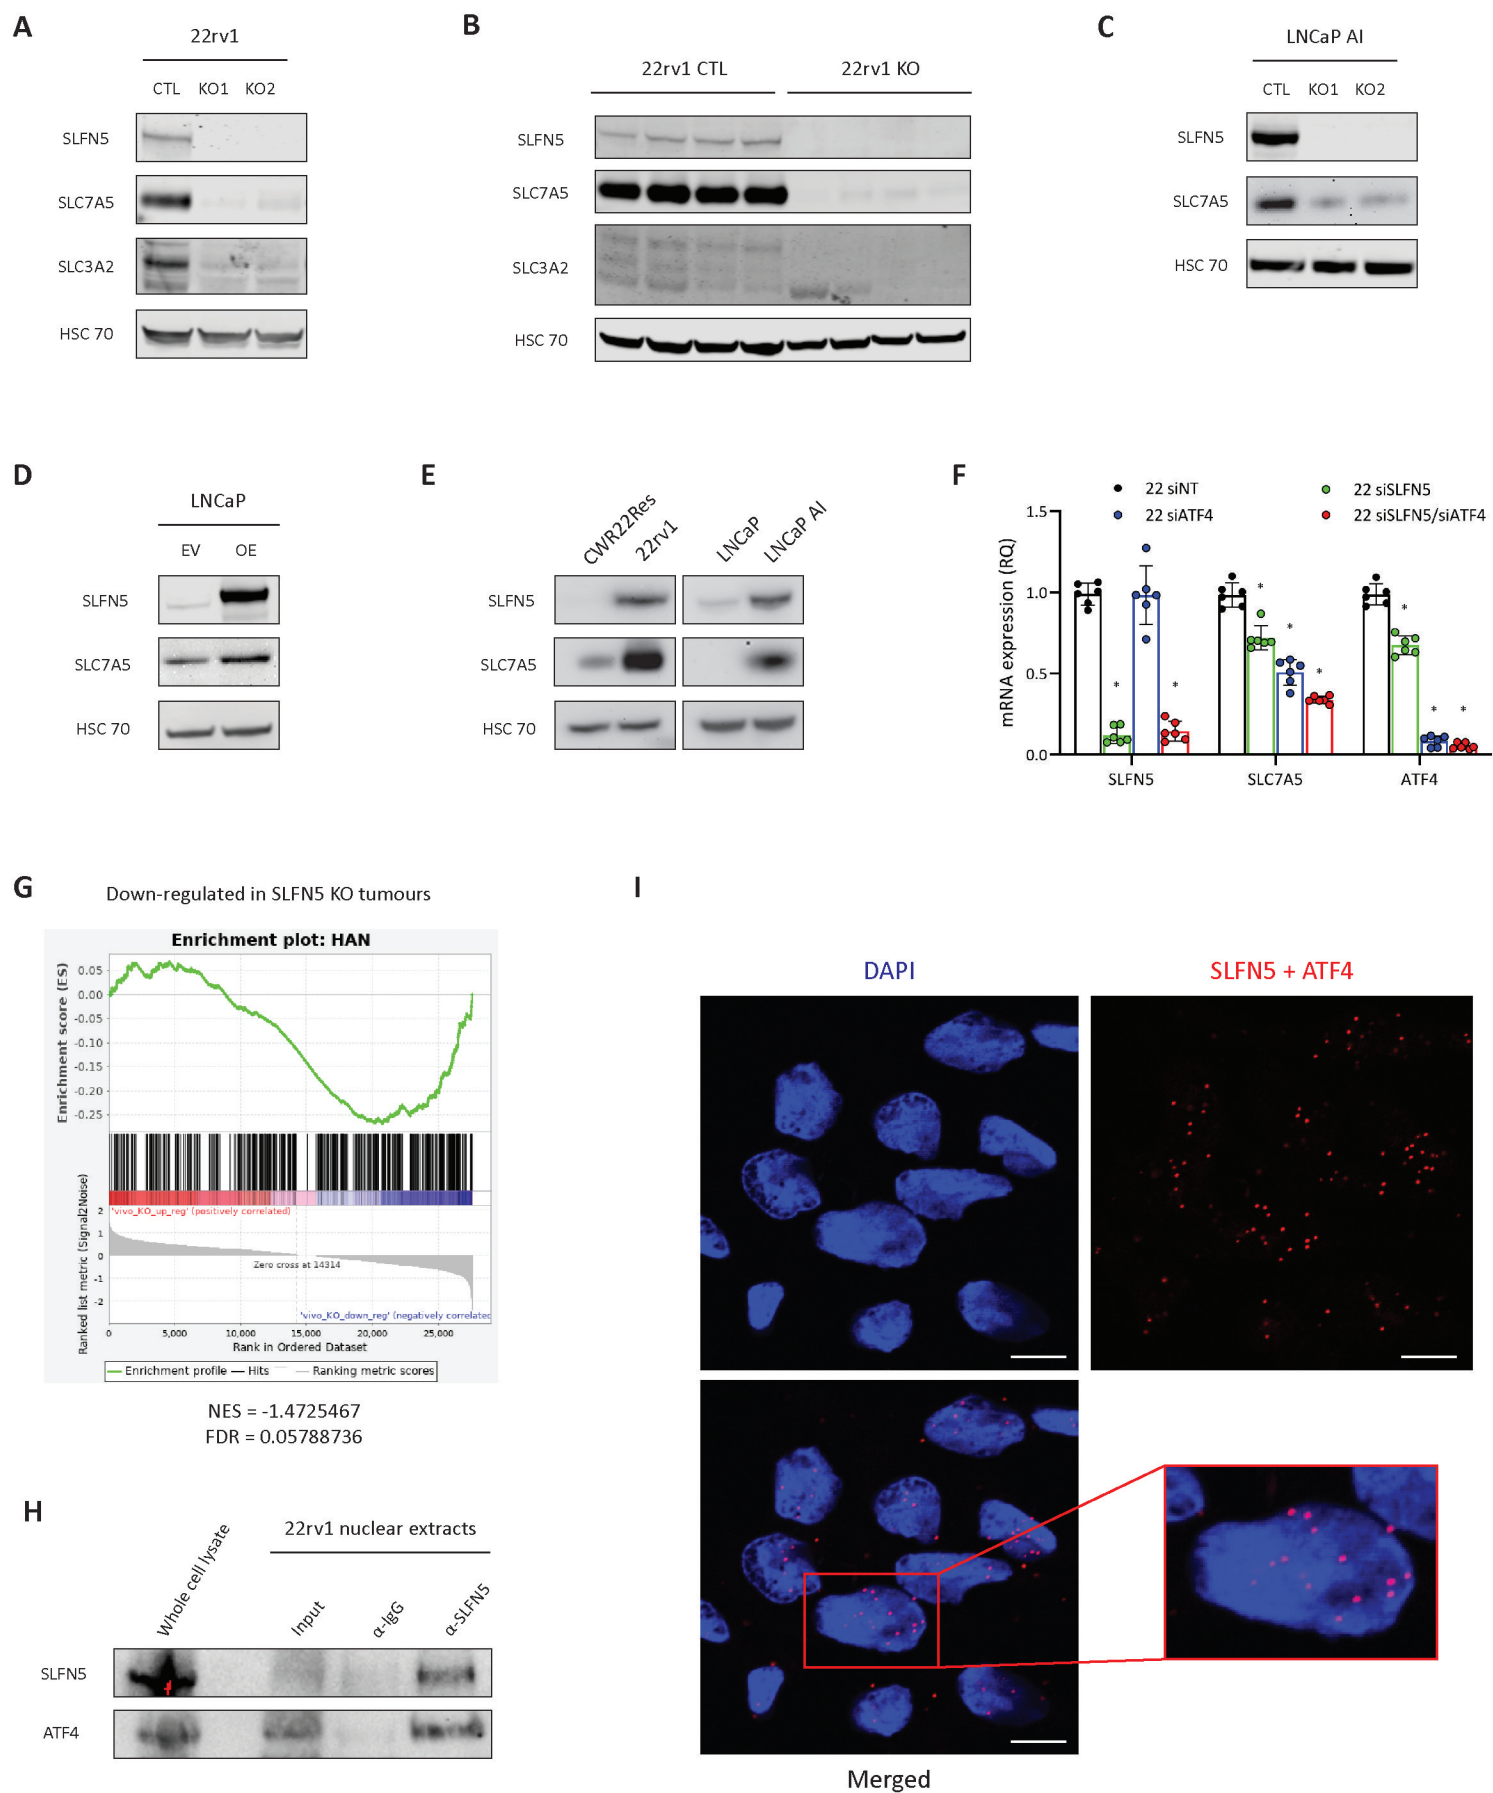 A
22rv1
CTL KO1 KO2
SLFN5
SLC7A5
SLC3A2
HSC 70
B
22rv1 CTL 22rv1 KO
SLFN5
SLC7A5
SLC3A2
HSC 70
C
LNCaP AI
CTL KO1 KO2
SLFN5
SLC7A5
HSC 70
D
LNCaP
EV OE
SLFN5
SLC7A5
HSC 70
E
CWR22Res 22rv1 LNCaP LNCaP AI
SLFN5
SLC7A5
HSC 70
F
22 siNT 22 siSLFN5
22 siATF4 22 siSLFN5/siATF4
mRNA expression (RQ)
1.5
1.0
0.5
0.0
* * * * * * * *
SLFN5 SLC7A5 ATF4
G
Down-regulated in SLFN5 KO tumours
Enrichment plot: HAN
Enrichment score (ES)
0.05
0.00
-0.05
-0.10
-0.15
-0.20
-0.25
Ranked list metric (Signal2Noise)
'vivo_KO_up_reg' (positively correlated)
2
1
0
-1
-2
Zero cross at 14314
'vivo_KO_down_reg' (negatively correlated
0 5,000 10,000 15,000 20,000 25,000
Rank in Ordered Dataset
Enrichment profile Hits Ranking metric scores
NES = -1.4725467
FDR = 0.05788736
H
22rv1 nuclear extracts
Whole cell lysate Input α-IgG α-SLFN5
SLFN5
ATF4
I
DAPI SLFN5 + ATF4
Merged